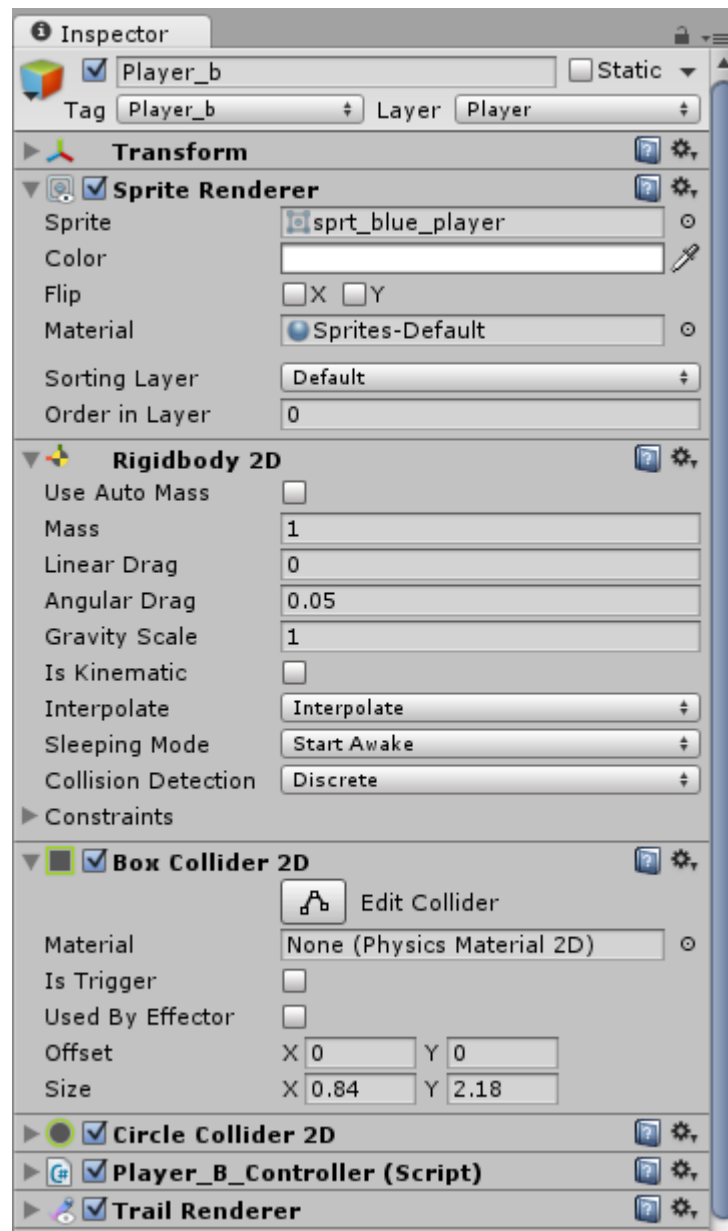 Inspector
Player_b Static
Tag Player_b Layer Player
Transform
Sprite Renderer
Sprite sprt_blue_player
Color
Flip X Y
Material Sprites-Default
Sorting Layer Default
Order in Layer 0
Rigidbody 2D
Use Auto Mass
Mass 1
Linear Drag 0
Angular Drag 0.05
Gravity Scale 1
Is Kinematic
Interpolate Interpolate
Sleeping Mode Start Awake
Collision Detection Discrete
Constraints
Box Collider 2D
Edit Collider
Material None (Physics Material 2D)
Is Trigger
Used By Effector
Offset X 0 Y 0
Size X 0.84 Y 2.18
Circle Collider 2D
Player_B_Controller (Script)
Trail Renderer